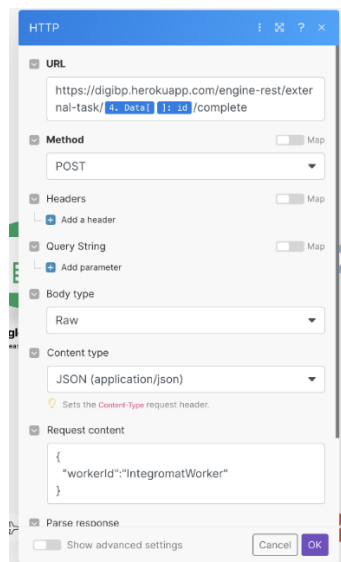 HTTP
URL
https://digibp.herokuapp.com/engine-rest/exter
nal-task/ 4. Data[ ]: id /complete
Method
Map
POST
Headers
Map
Add a header
Query String
Map
Add parameter
Body type
Raw
Content type
JSON (application/json)
Sets the Content-Type request header.
Request content
{
"workerId":"IntegromatWorker"
}
Parse response
Show advanced settings
Cancel
OK